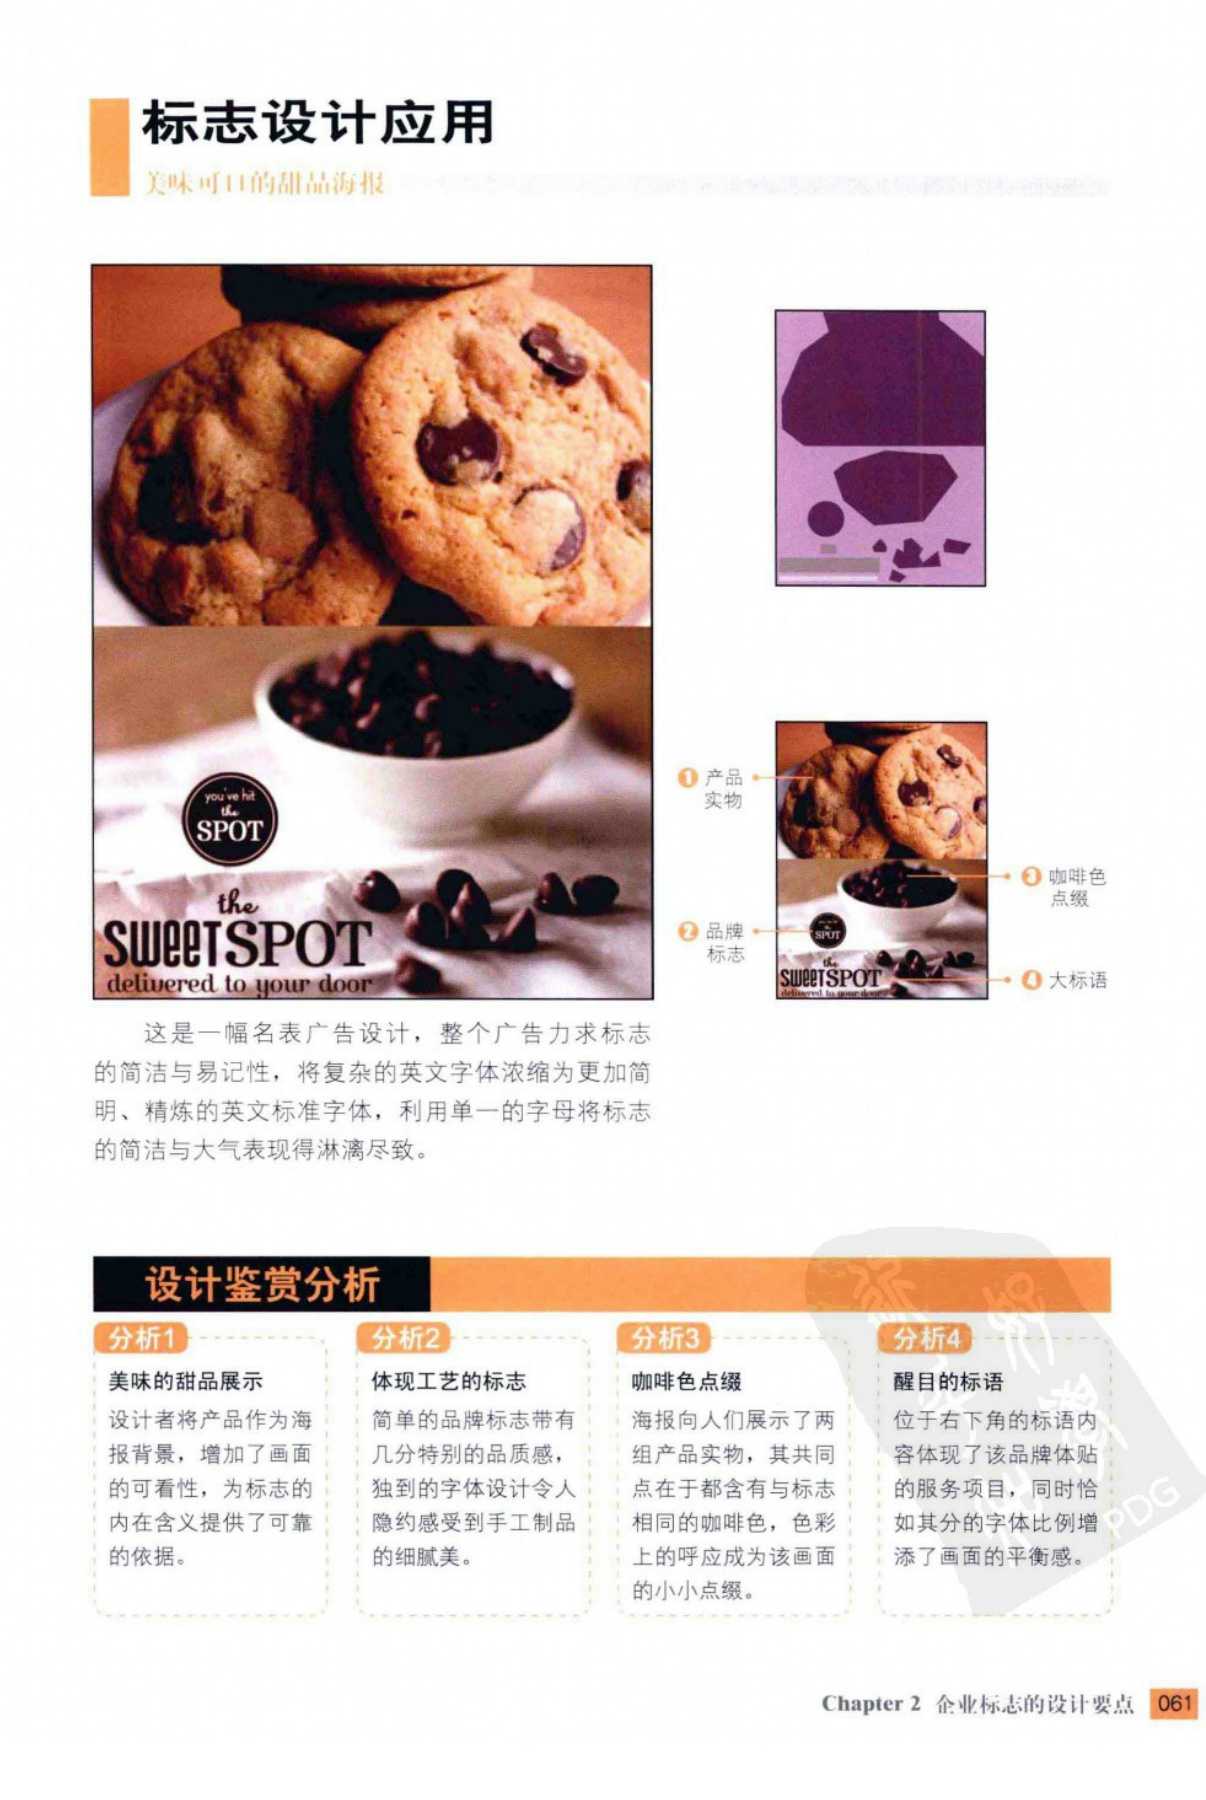 标志设计应用
美味可口的甜品海报
you've hit
the
SPOT
the
SWEETSPOT
delivered to your door
1 产品
实物
2 品牌
标志
3 咖啡色
点缀
4 大标语
SPOT
the
SWEETSPOT
delivered to your door
这是一幅名表广告设计，整个广告力求标志
的简洁与易记性，将复杂的英文字体浓缩为更加简
明、精炼的英文标准字体，利用单一的字母将标志
的简洁与大气表现得淋漓尽致。
设计鉴赏分析
分析1
美味的甜品展示
设计者将产品作为海
报背景，增加了画面
的可看性，为标志的
内在含义提供了可靠
的依据。
分析2
体现工艺的标志
简单的品牌标志带有
几分特别的品质感，
独到的字体设计令人
隐约感受到手工制品
的细腻美。
分析3
咖啡色点缀
海报向人们展示了两
组产品实物，其共同
点在于都含有与标志
相同的咖啡色，色彩
上的呼应成为该画面
的小小点缀。
分析4
醒目的标语
位于右下角的标语内
容体现了该品牌体贴
的服务项目，同时恰
如其分的字体比例增
添了画面的平衡感。
PDG
Chapter 2 企业标志的设计要点 061